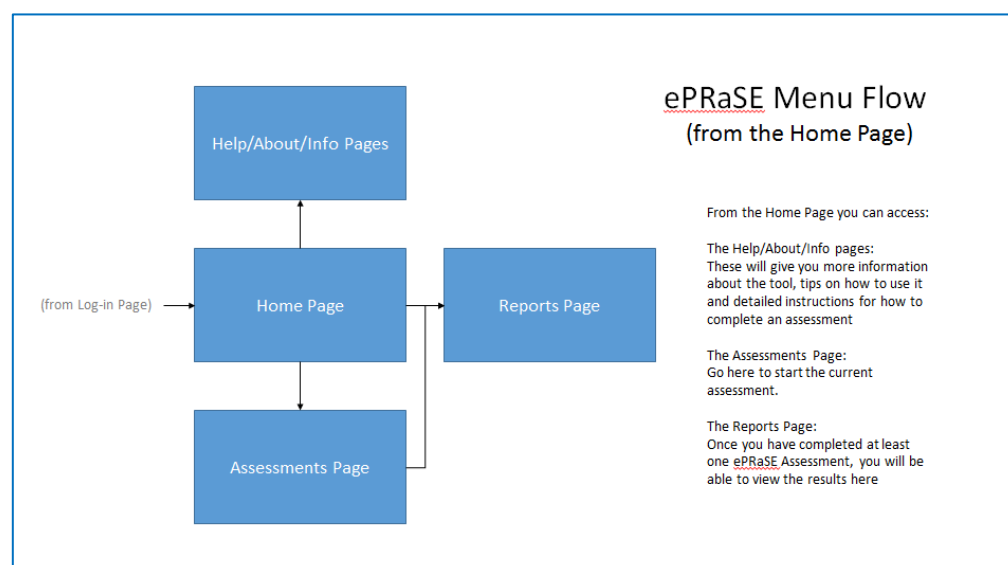 ePRaSE Menu Flow
(from the Home Page)
Help/About/Info Pages
(from Log-in Page)
Home Page
Reports Page
Assessments Page
From the Home Page you can access:
The Help/About/Info pages:
These will give you more information
about the tool, tips on how to use it
and detailed instructions for how to
complete an assessment
The Assessments Page:
Go here to start the current
assessment.
The Reports Page:
Once you have completed at least
one ePRaSE Assessment, you will be
able to view the results here